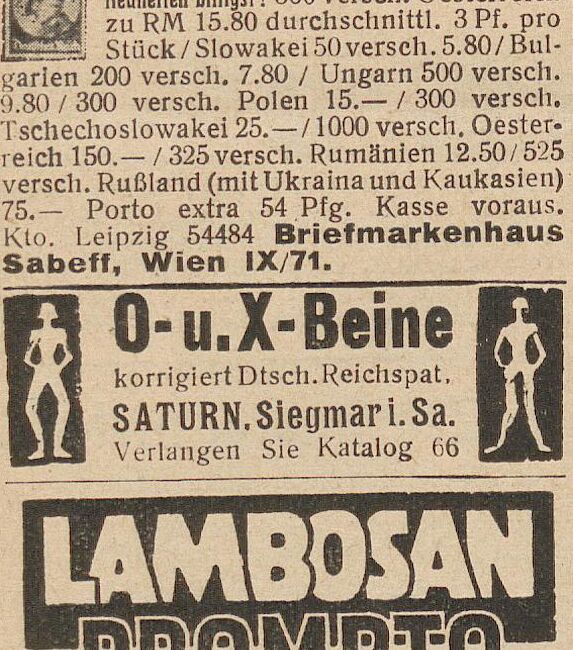 zu RM 15.80 durchschnittl. 3 Pf. pro
Stück / Slowakei 50 versch. 5.80 / Bul-
garien 200 versch. 7.80 / Ungarn 500 versch.
9.80 / 300 versch. Polen 15.— / 300 versch.
Tschechoslowakei 25.— / 1000 versch. Oester-
reich 150.— / 325 versch. Rumänien 12.50 / 525
versch. Rußland (mit Ukraina und Kaukasien)
75.— Porto extra 54 Pfg. Kasse voraus.
Kto. Leipzig 54484 Briefmarkenhaus
Sabeff, Wien IX/71.
O- u. X-Beine
korrigiert Dtsch. Reichspat,
SATURN, Siegmar i. Sa.
Verlangen Sie Katalog 66
LAMBOSAN
PROMPTO